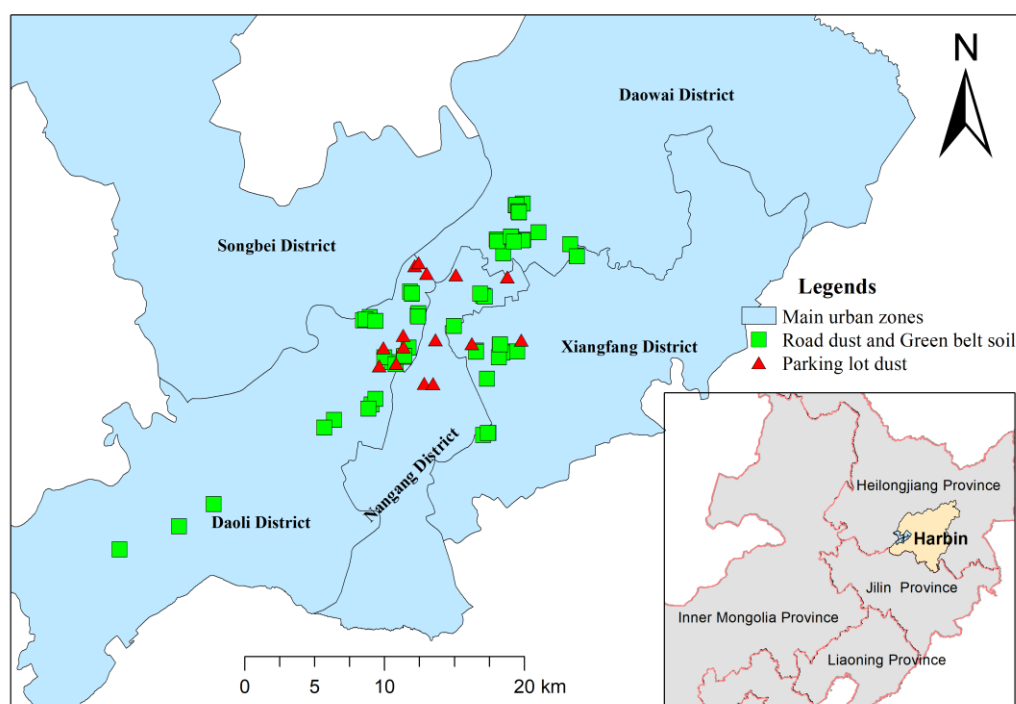 N
Daowai District
Songbei District
Legends
Main urban zones
Road dust and Green belt soil
Parking lot dust
Xiangfang District
Nangang District
Daoli District
Heilongjiang Province
Harbin
Jilin Province
Inner Mongolia Province
Liaoning Province
0 5 10 20 km